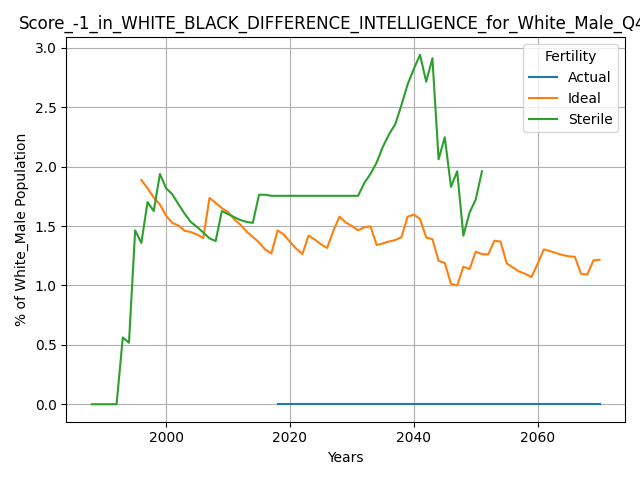 Score_-1_in_WHITE_BLACK_DIFFERENCE_INTELLIGENCE_for_White_Male_Q4
3.0
2.5
2.0
1.5
1.0
0.5
0.0
% of White_Male Population
2000
2020
2040
2060
Years
Fertility
Actual
Ideal
Sterile